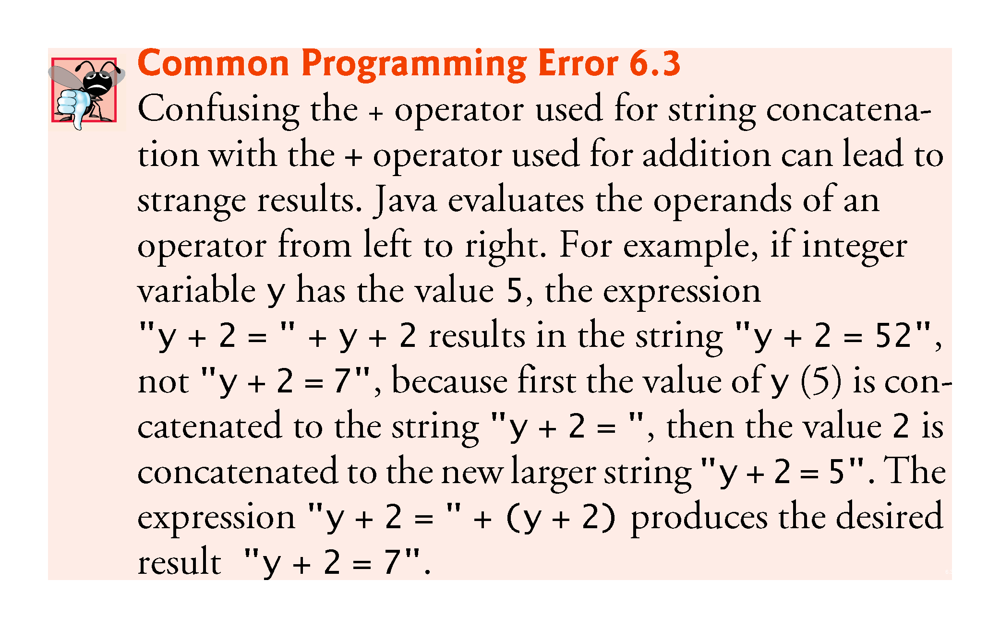 Common Programming Error 6.3
Confusing the + operator used for string concatena-
tion with the + operator used for addition can lead to
strange results. Java evaluates the operands of an
operator from left to right. For example, if integer
variable y has the value 5, the expression
"y + 2 = " + y + 2 results in the string "y + 2 = 52",
not "y + 2 = 7", because first the value of y (5) is con-
catenated to the string "y + 2 = ", then the value 2 is
concatenated to the new larger string "y + 2 = 5". The
expression "y + 2 = " + (y + 2) produces the desired
result "y + 2 = 7".